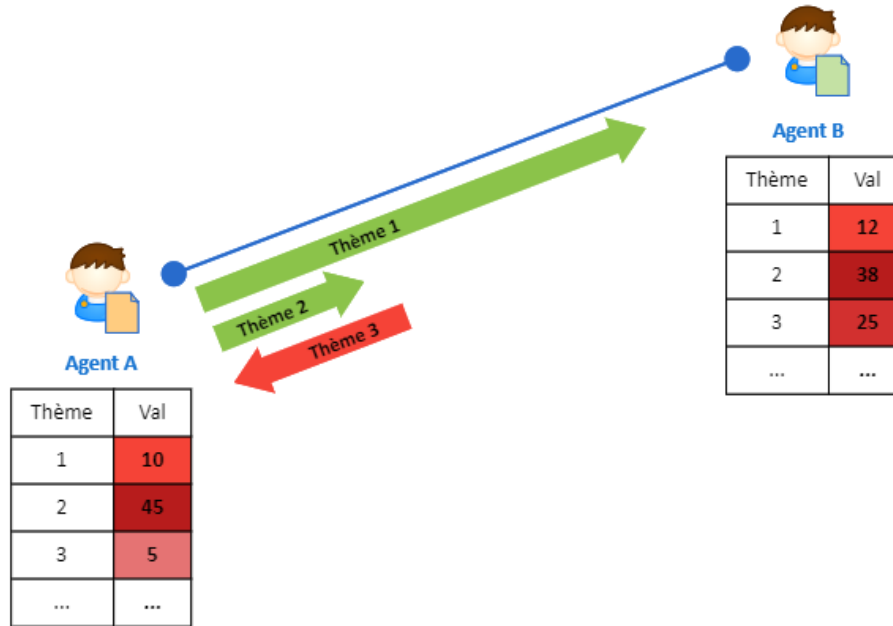 Agent B
Thème Val
1 12
2 38
3 25
... ...
Thème 1
Thème 2
Thème 3
Agent A
Thème Val
1 10
2 45
3 5
... ...